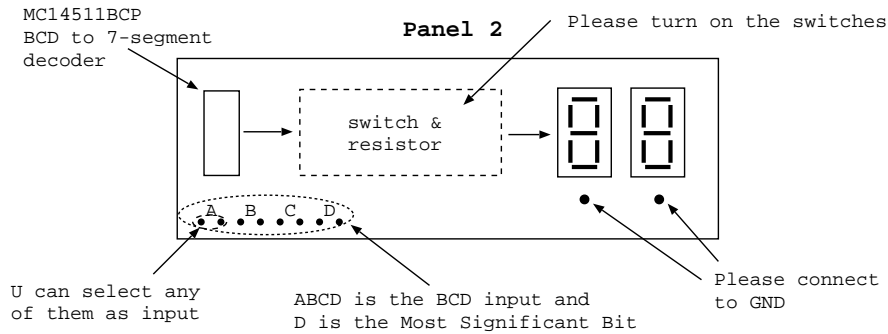 MC14511BCP
BCD to 7-segment
decoder
Panel 2
Please turn on the switches
switch &
resistor
A B C D
U can select any
of them as input
ABCD is the BCD input and
D is the Most Significant Bit
Please connect
to GND